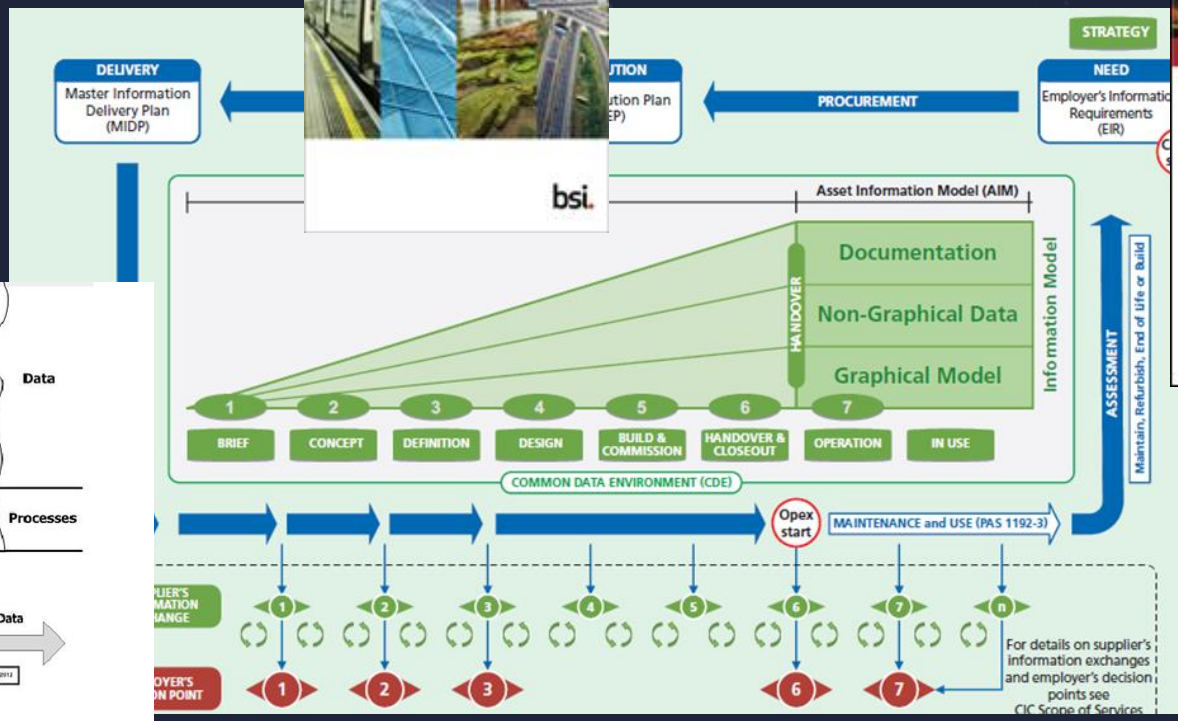 STRATEGY
DELIVERY
Master Information
Delivery Plan
(MIDP)
UTION
ution Plan
EP)
PROCUREMENT
NEED
Employer's Informatio
Requirements
(EIR)
bsi.
Asset Information Model (AIM)
Documentation
Non-Graphical Data
Graphical Model
HANDOVER
Information Model
ASSESSMENT
Maintain, Refurbish, End of Life or Build
1 2 3 4 5 6 7
BRIEF
CONCEPT
DEFINITION
DESIGN
BUILD &
COMMISSION
HANDOVER &
CLOSEOUT
OPERATION
IN USE
COMMON DATA ENVIRONMENT (CDE)
Data
Processes
Data
Opex
start
MAINTENANCE and USE (PAS 1192-3)
PLIER'S
MATION
HANGE
1 2 3 4 5 6 7 n
For details on supplier's
information exchanges
and employer's decision
points see
CIC Scope of Services
OYER'S
ON POINT
1 2 3 6 7